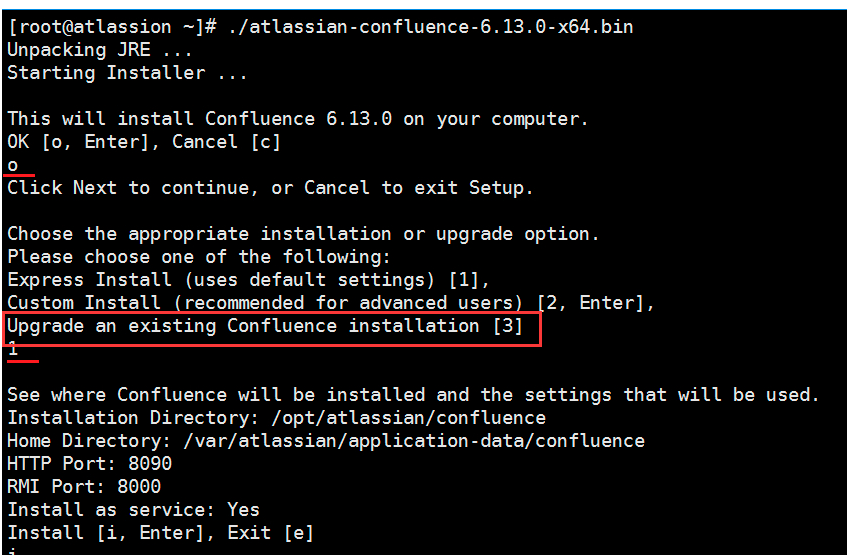 [root@atlassion ~]# ./atlassian-confluence-6.13.0-x64.bin
Unpacking JRE ...
Starting Installer ...
This will install Confluence 6.13.0 on your computer.
OK [o, Enter], Cancel [c]
o
Click Next to continue, or Cancel to exit Setup.
Choose the appropriate installation or upgrade option.
Please choose one of the following:
Express Install (uses default settings) [1],
Custom Install (recommended for advanced users) [2, Enter],
Upgrade an existing Confluence installation [3]
1
See where Confluence will be installed and the settings that will be used.
Installation Directory: /opt/atlassian/confluence
Home Directory: /var/atlassian/application-data/confluence
HTTP Port: 8090
RMI Port: 8000
Install as service: Yes
Install [i, Enter], Exit [e]
i